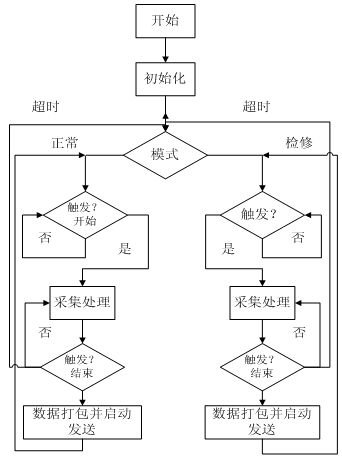 开始
初始化
超时
超时
正常
模式
检修
触发？
开始
触发？
否
是
是
否
采集处理
采集处理
否
否
触发？
结束
触发？
结束
数据打包并启动
发送
数据打包并启动
发送